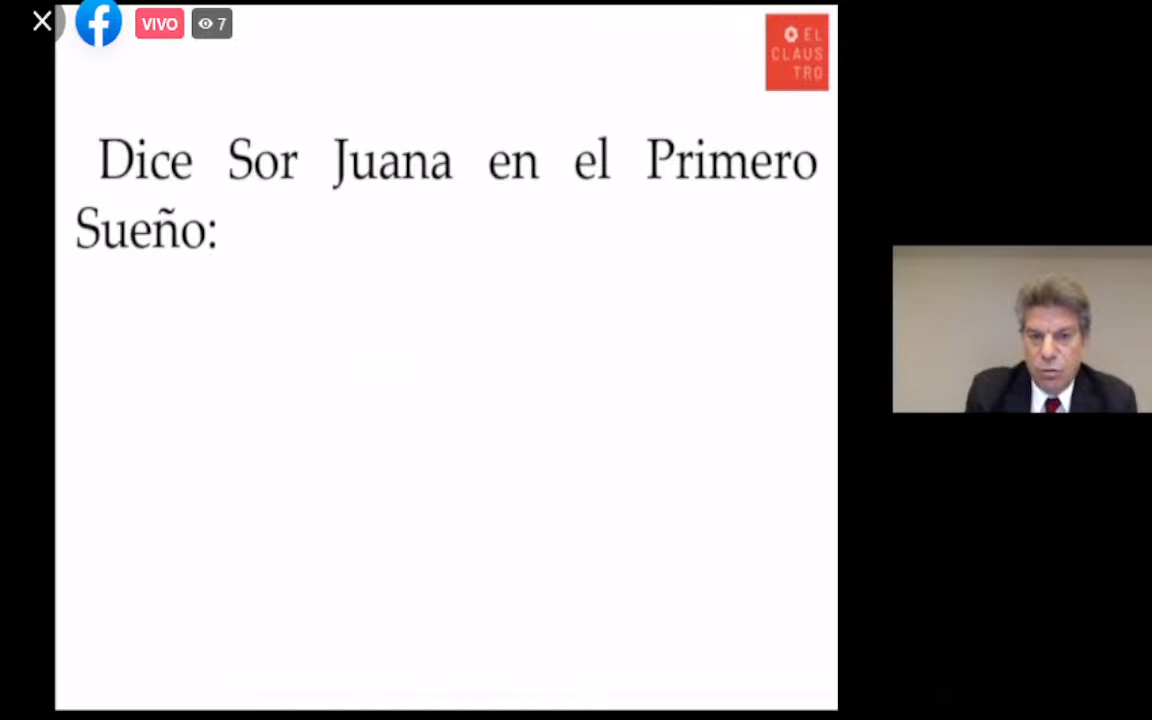 VIVO
7
EL
CLAUS
TRO
Dice Sor Juana en el Primero
Sueño: